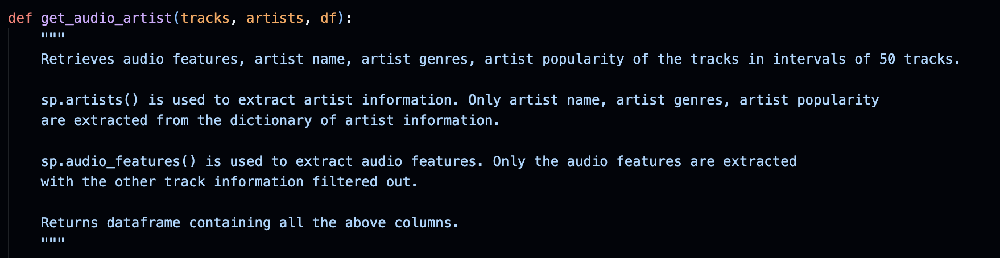 def get_audio_artist(tracks, artists, df):
"""
Retrieves audio features, artist name, artist genres, artist popularity of the tracks in intervals of 50 tracks.
sp.artists() is used to extract artist information. Only artist name, artist genres, artist popularity
are extracted from the dictionary of artist information.
sp.audio_features() is used to extract audio features. Only the audio features are extracted
with the other track information filtered out.
Returns dataframe containing all the above columns.
"""